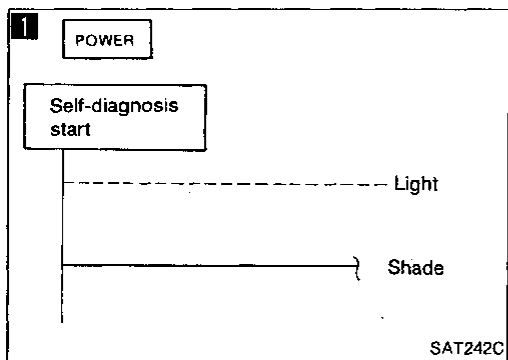 1
POWER
Self-diagnosis
start
Light
Shade
SAT242C